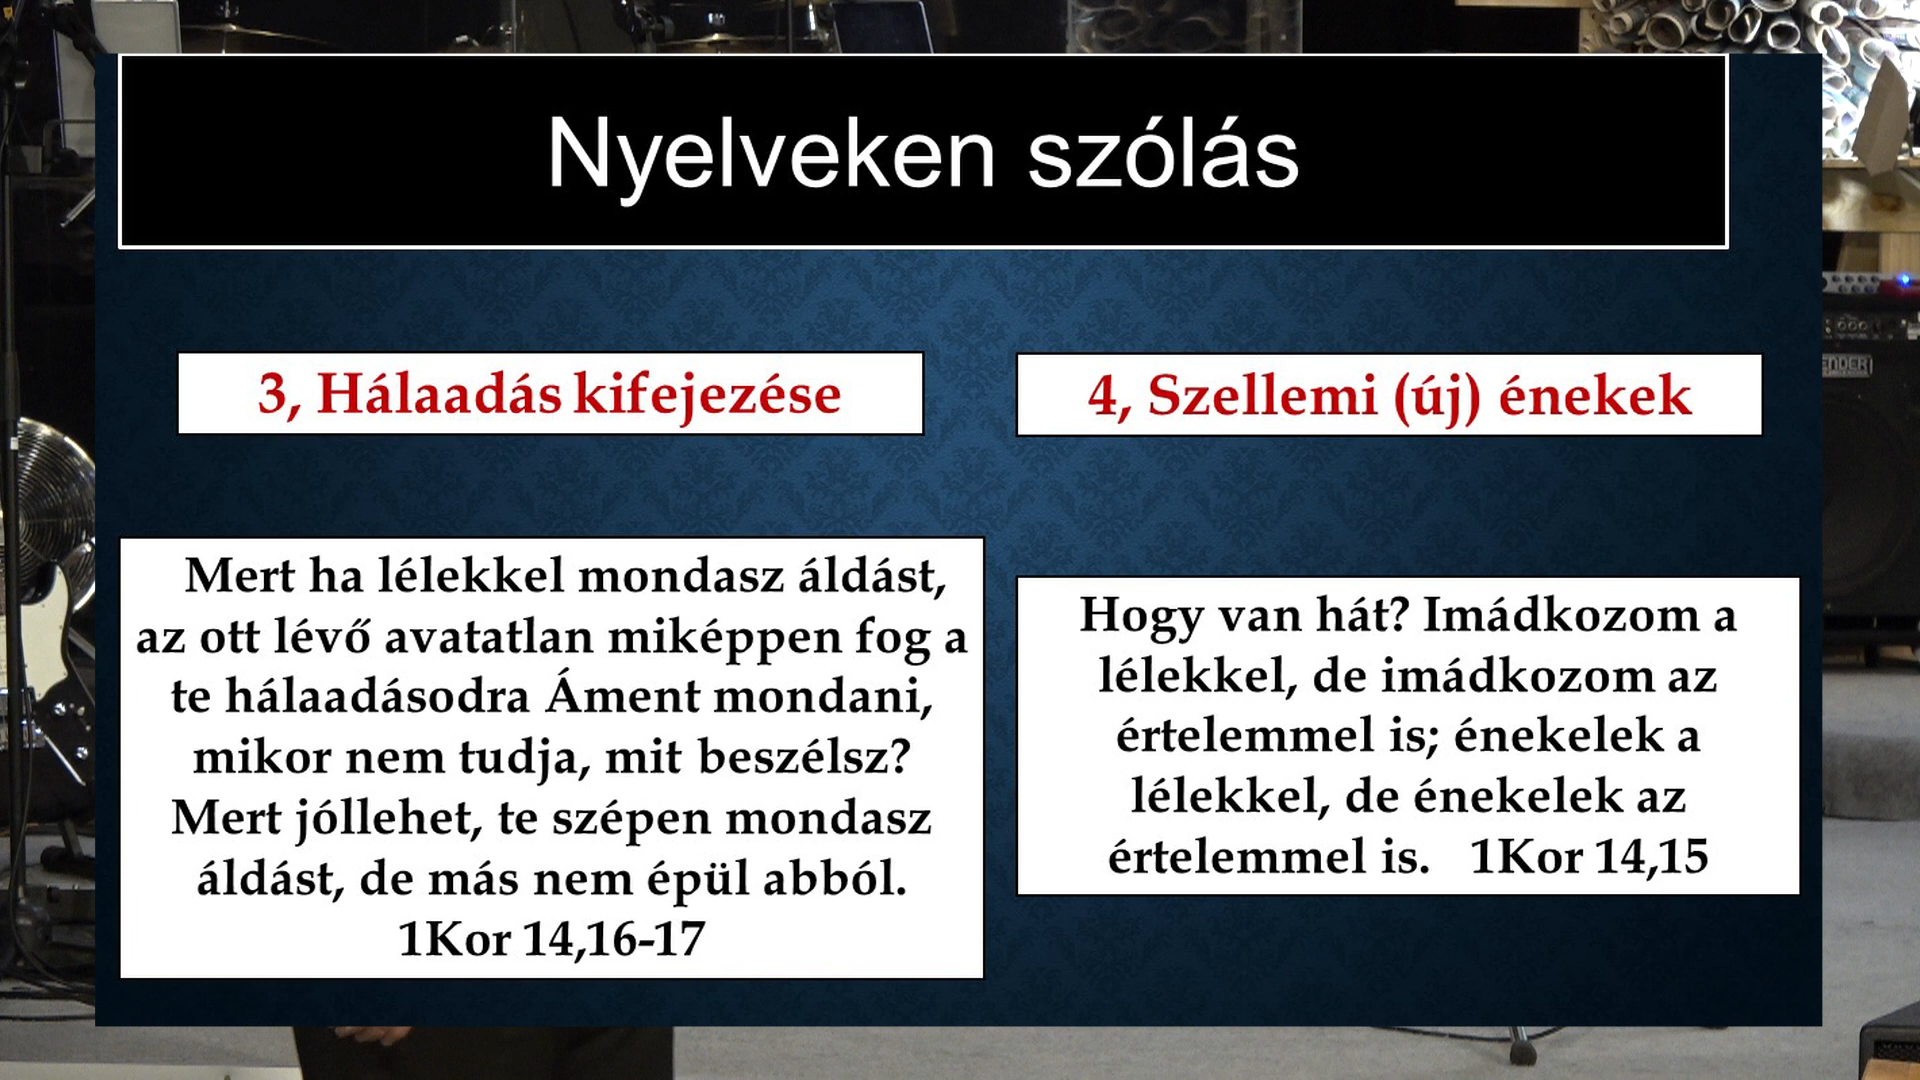 Nyelveken szólás
3, Hálaadás kifejezése
4, Szellemi (új) énekek
Mert ha lélekkel mondasz áldást,
az ott lévő avatatlan miképpen fog a
te hálaadásodra Áment mondani,
mikor nem tudja, mit beszélsz?
Mert jóllehet, te szépen mondasz
áldást, de más nem épül abból.
1Kor 14,16-17
Hogy van hát? Imádkozom a
lélekkel, de imádkozom az
értelemmel is; énekelek a
lélekkel, de énekelek az
értelemmel is. 1Kor 14,15
ENDER